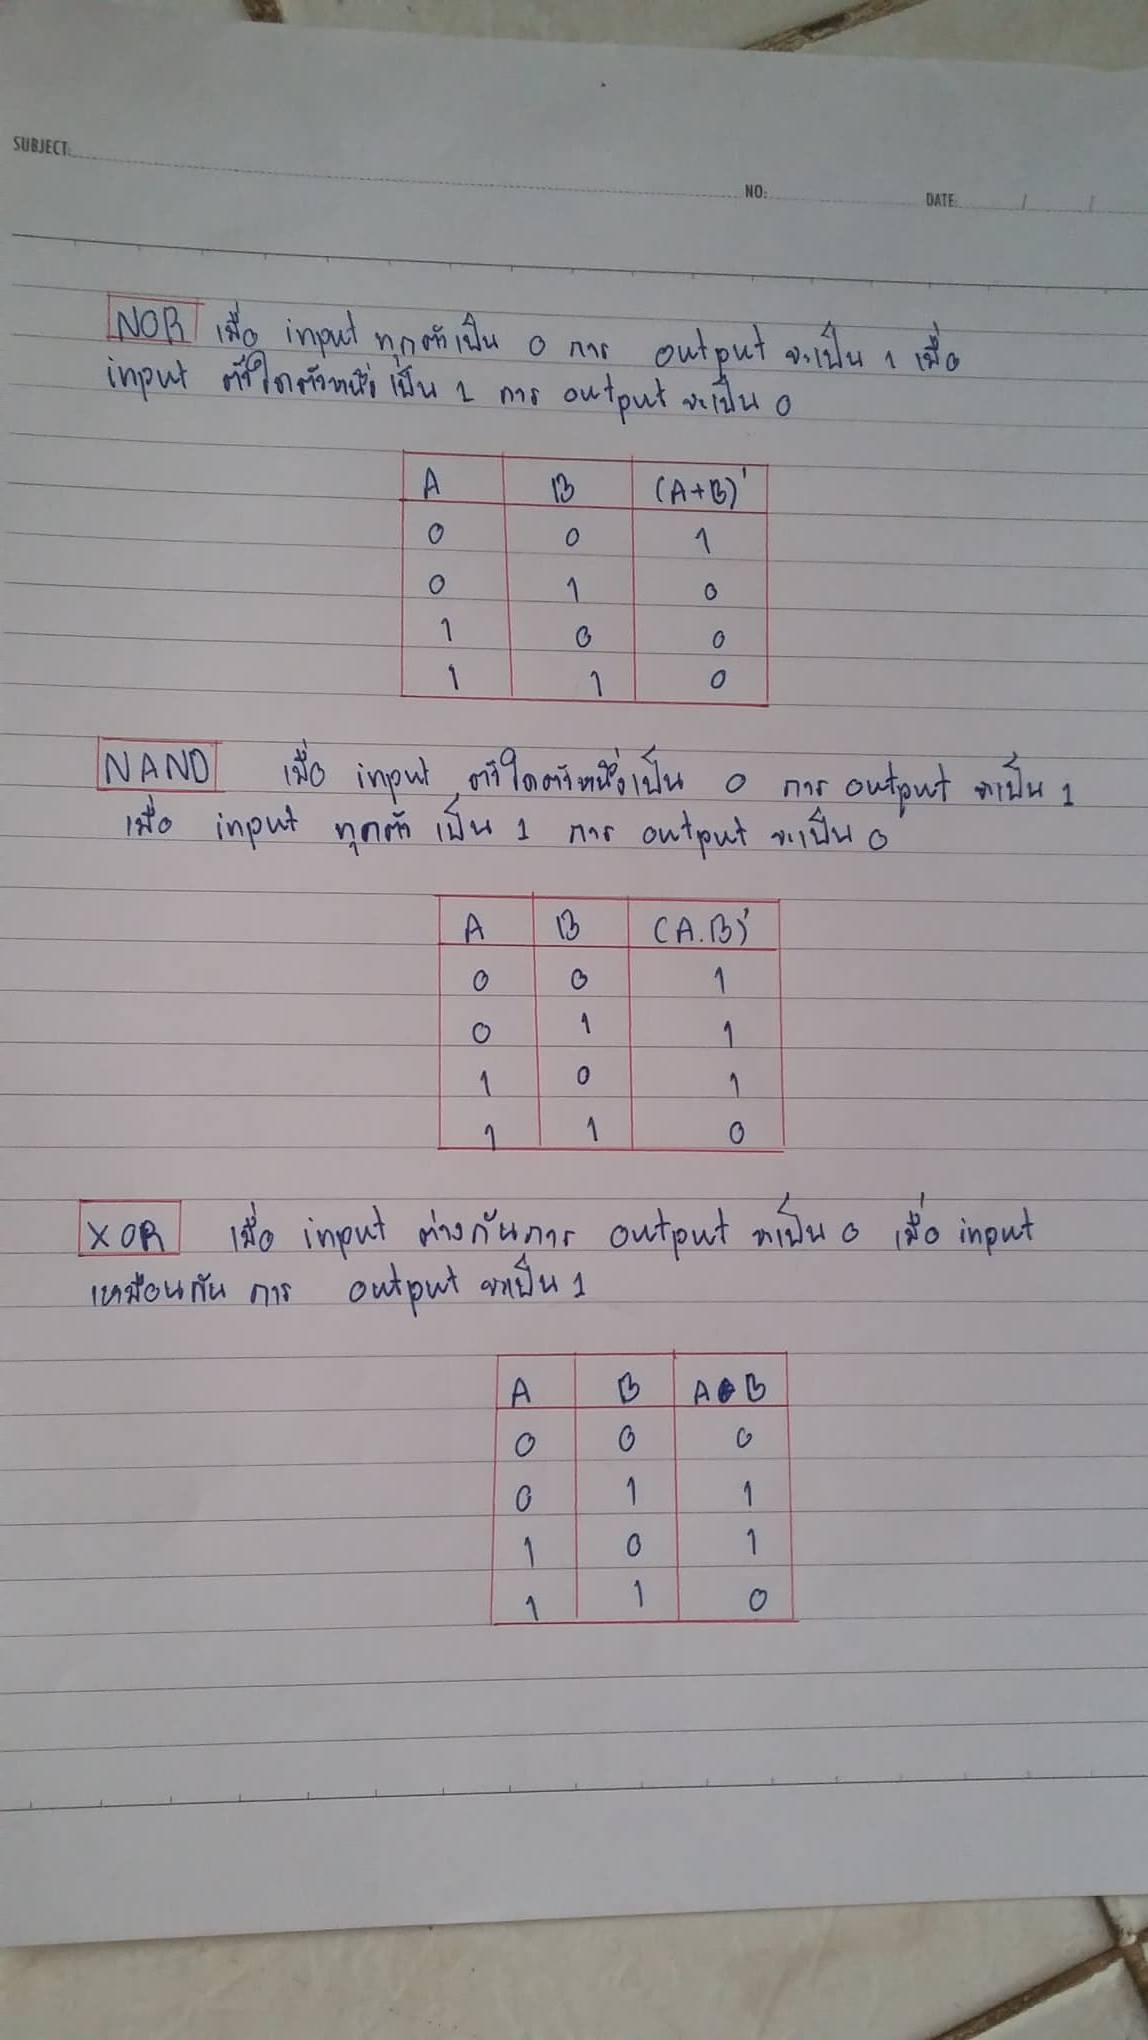 SUBJECT:
NO:
DATE: / /
NOR เมื่อ input ทุกตัวเป็น 0 การ output จะเป็น 1 เมื่อ
input ตัวใดตัวหนึ่ง เป็น 1 การ output จะเป็น 0
A B (A+B)'
0 0 1
0 1 0
1 0 0
1 1 0
NAND เมื่อ input ตัวใดตัวหนึ่งเป็น 0 การ output จะเป็น 1
เมื่อ input ทุกตัว เป็น 1 การ output จะเป็น 0
A B (A.B)'
0 0 1
0 1 1
1 0 1
1 1 0
XOR เมื่อ input ต่างกันการ output จะเป็น 0 เมื่อ input
เหมือนกัน การ output จะเป็น 1
A B A⊕B
0 0 0
0 1 1
1 0 1
1 1 0